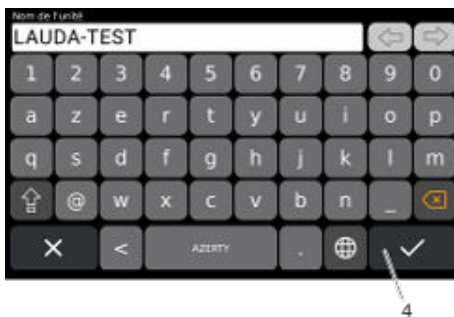 Nom de l'unité
LAUDA-TEST
1 2 3 4 5 6 7 8 9 0
a z e r t y u i o p
q s d f g h j k l m
@ w x c v b n _
< AZERTY .
4